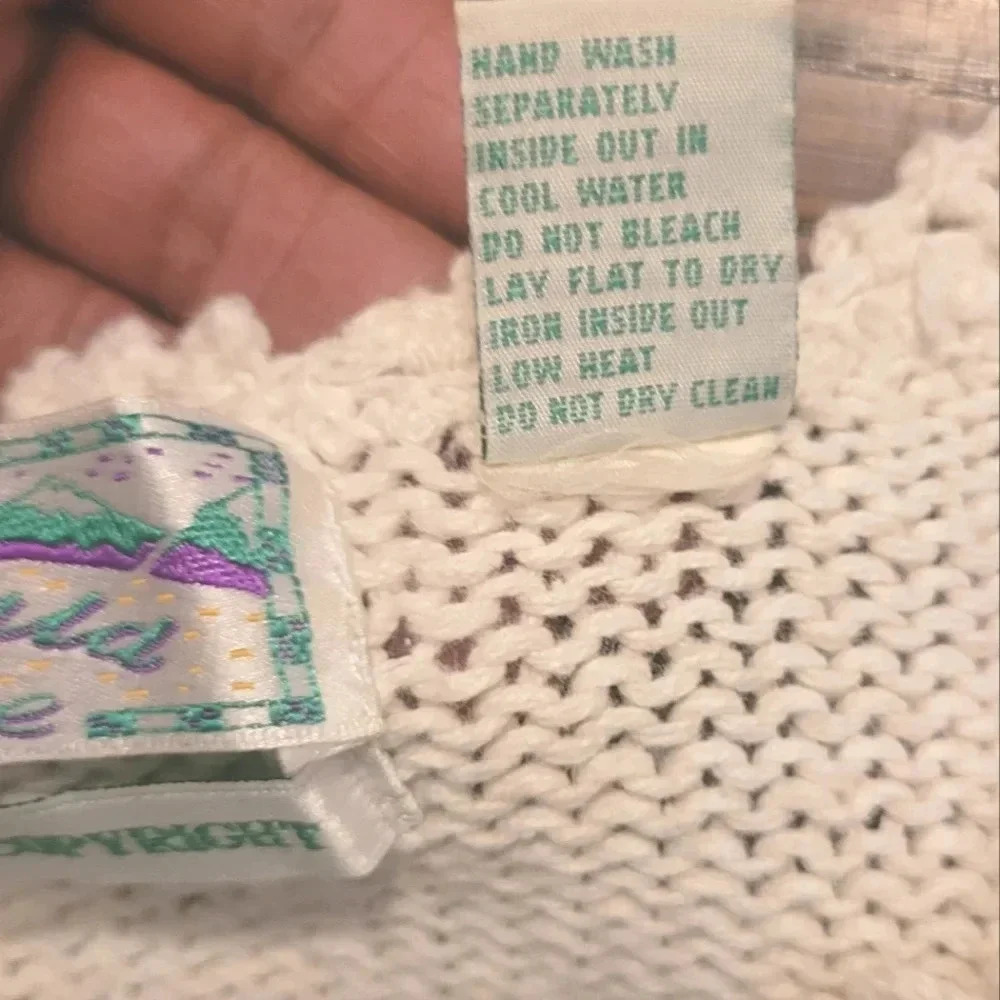 HAND WASH
SEPARATELY
INSIDE OUT IN
COOL WATER
DO NOT BLEACH
LAY FLAT TO DRY
IRON INSIDE OUT
LOW HEAT
DO NOT DRY CLEAN